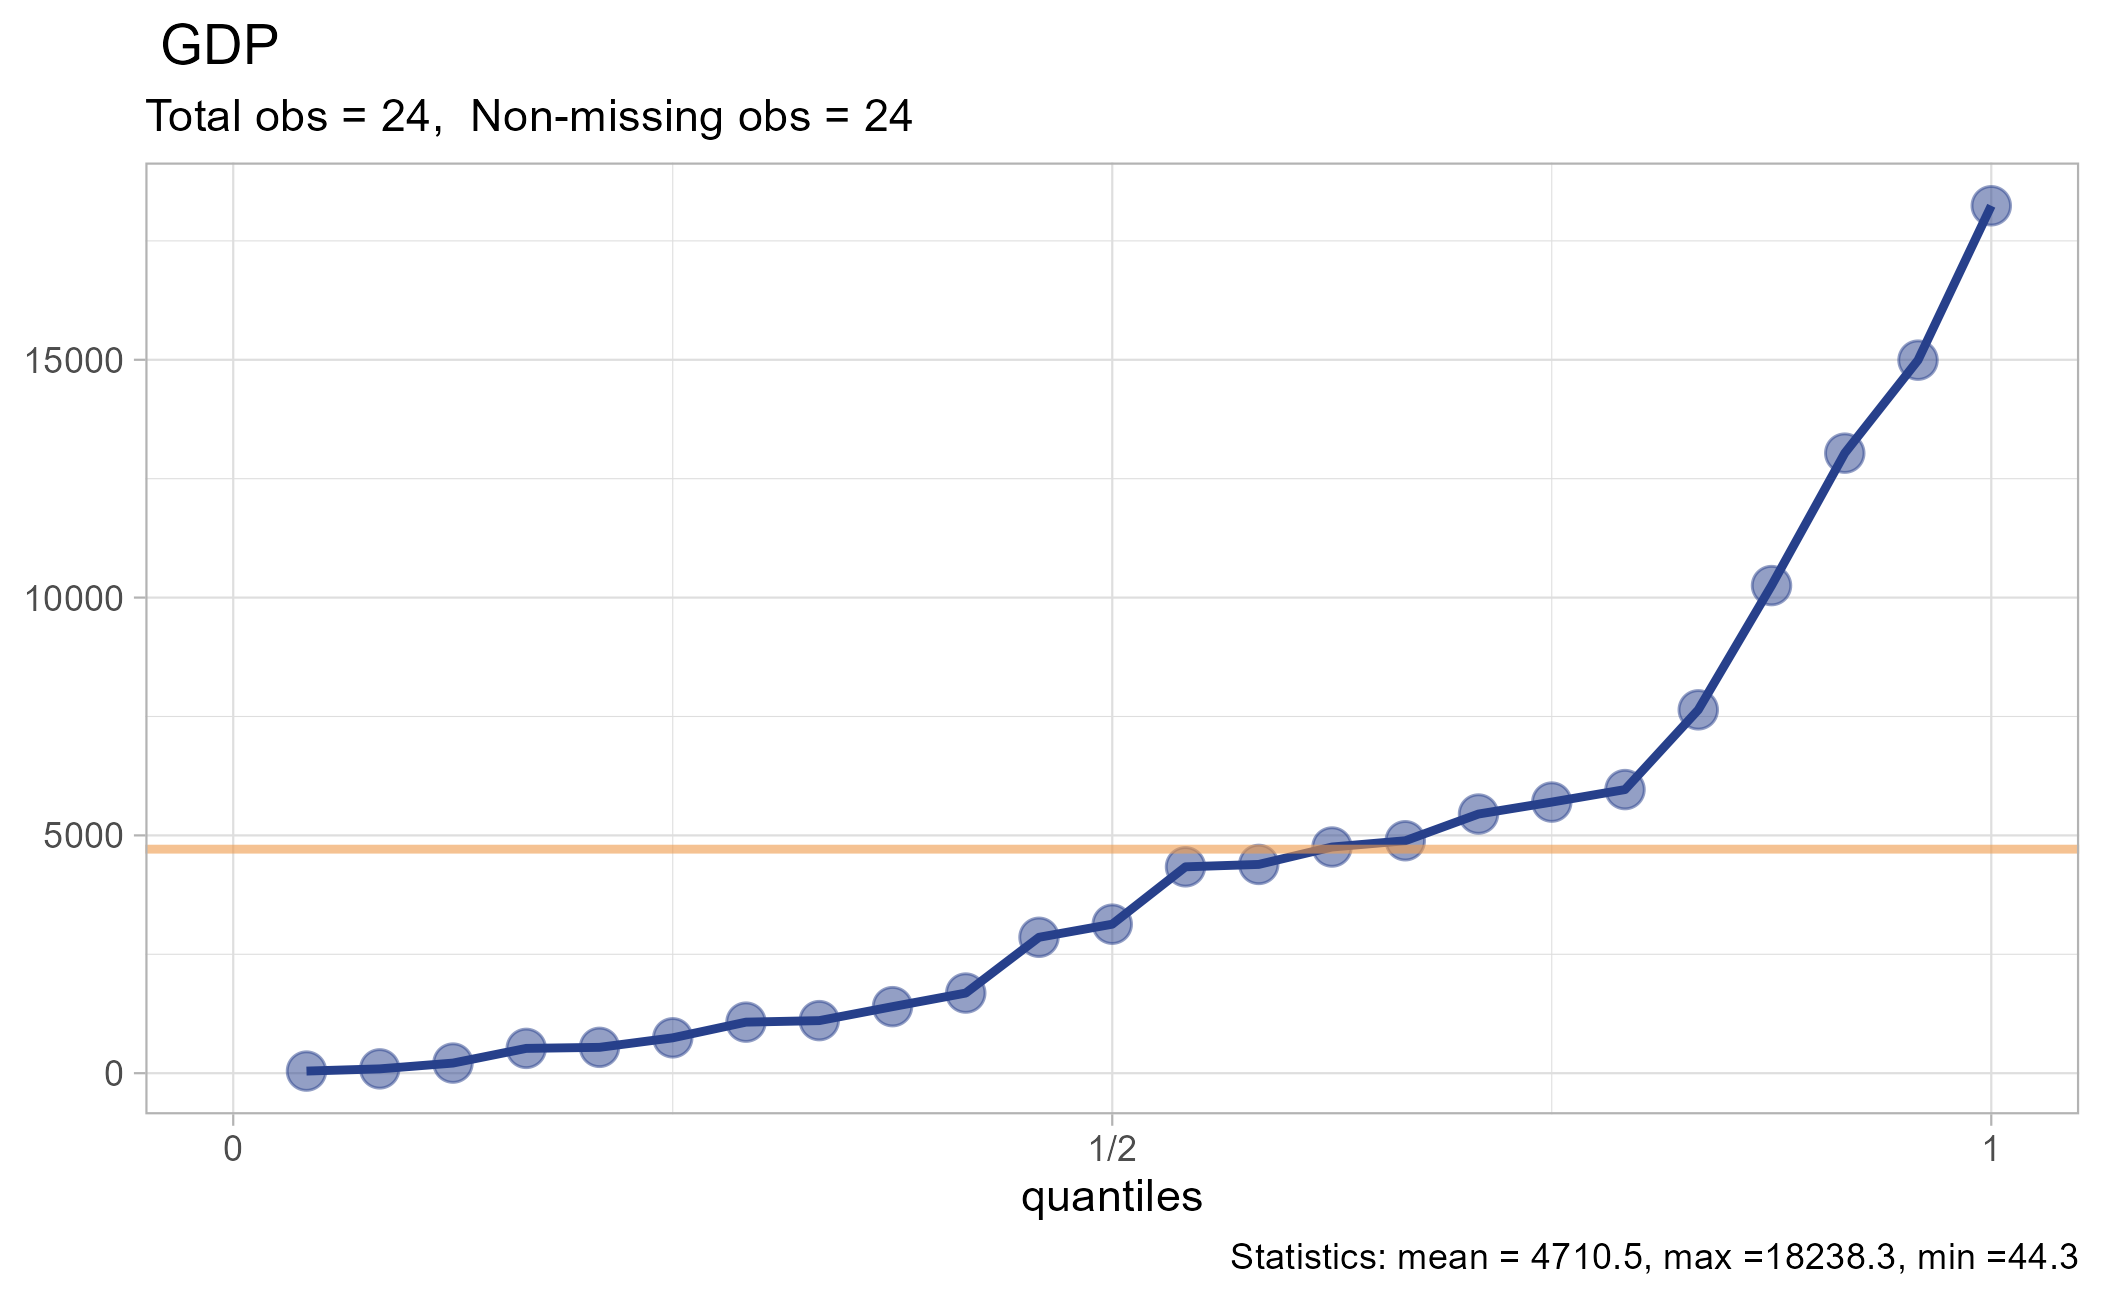 GDP
Total obs = 24,  Non-missing obs = 24
15000
10000
5000
0
0 1/2 1
quantiles
Statistics: mean = 4710.5, max =18238.3, min =44.3